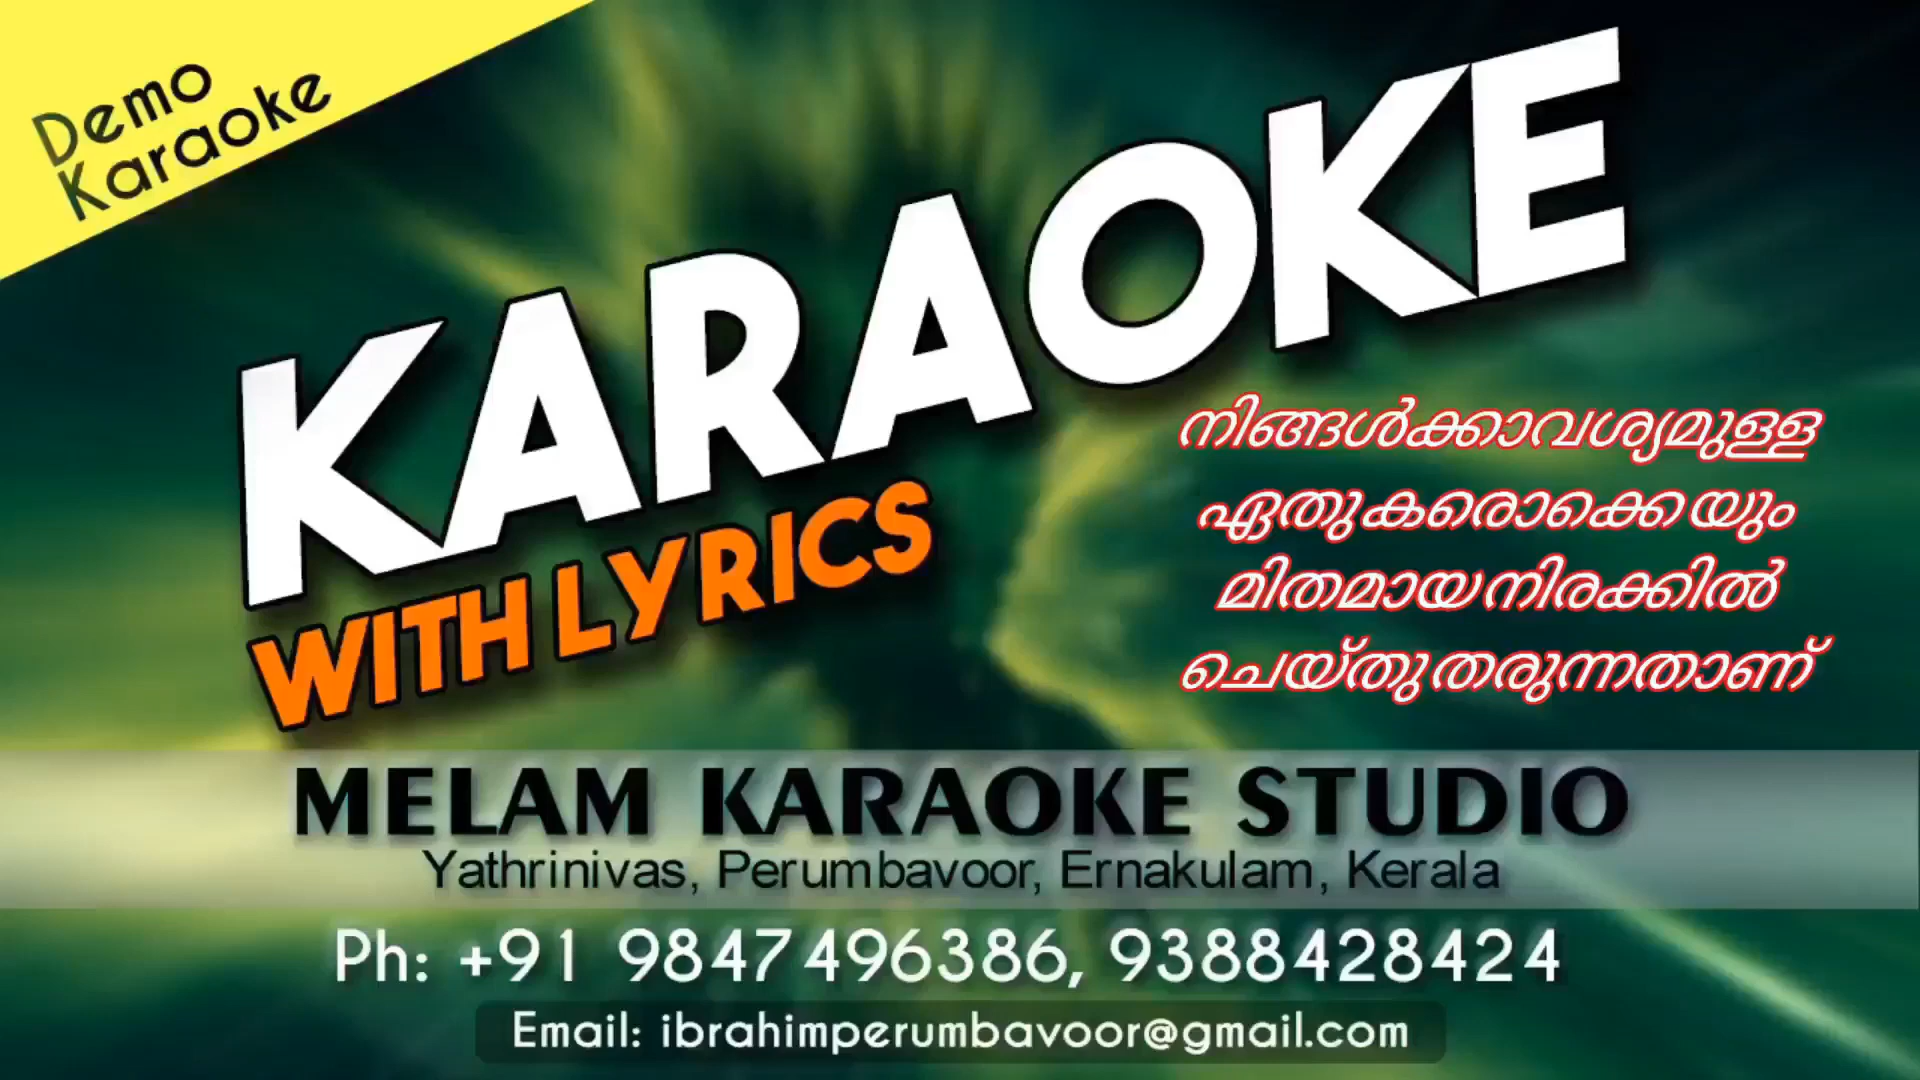 Demo
Karaoke
KARAOKE
WITH LYRICS
നിങ്ങൾക്കാവശ്യമുള്ള
ഏതുകരൊക്കെയും
മിതമായനിരക്കിൽ
ചെയ്തുതരുന്നതാണ്
MELAM KARAOKE STUDIO
Yathrinivas, Perumbavoor, Ernakulam, Kerala
Ph: +91 9847496386, 9388428424
Email: ibrahimperumbavoor@gmail.com